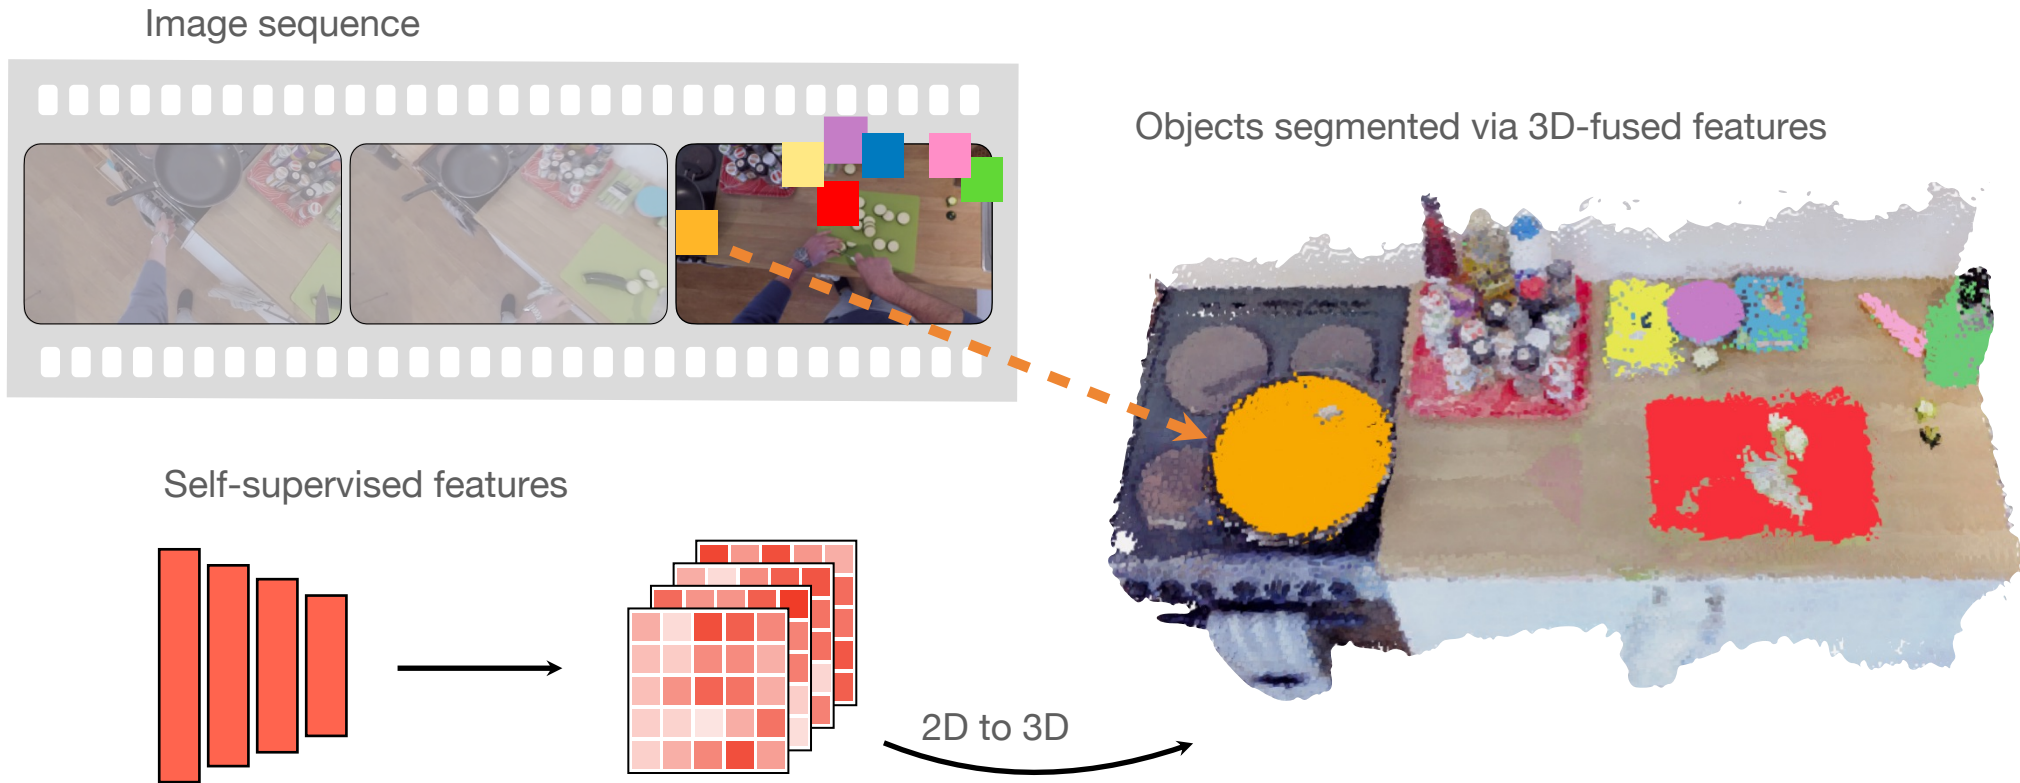 Image sequence
Objects segmented via 3D-fused features
Self-supervised features
2D to 3D